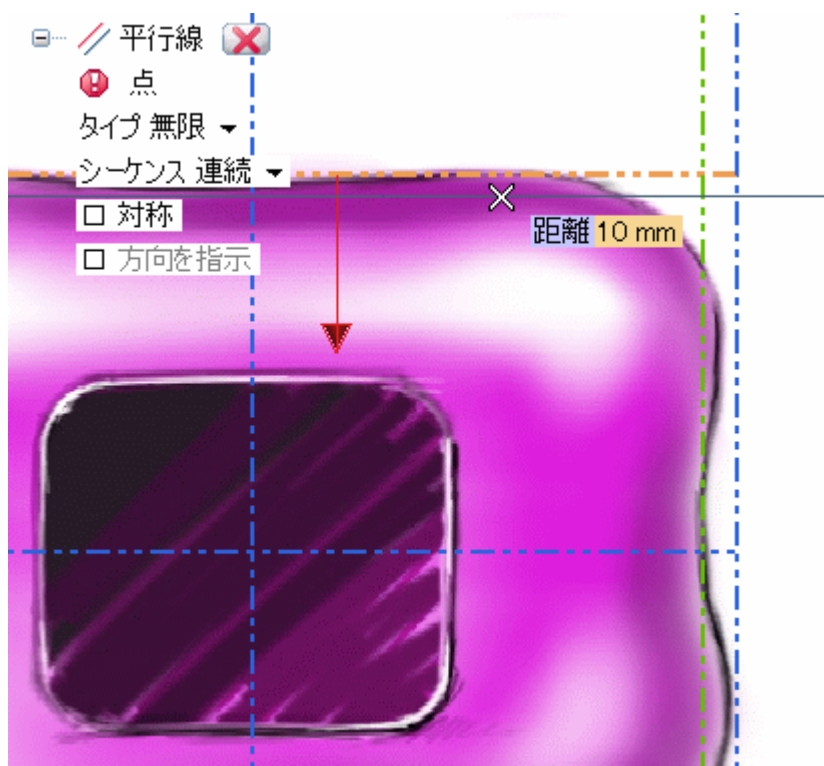 平行線
点
タイプ 無限
シーケンス 連続
対称
方向を指示
距離 10 mm